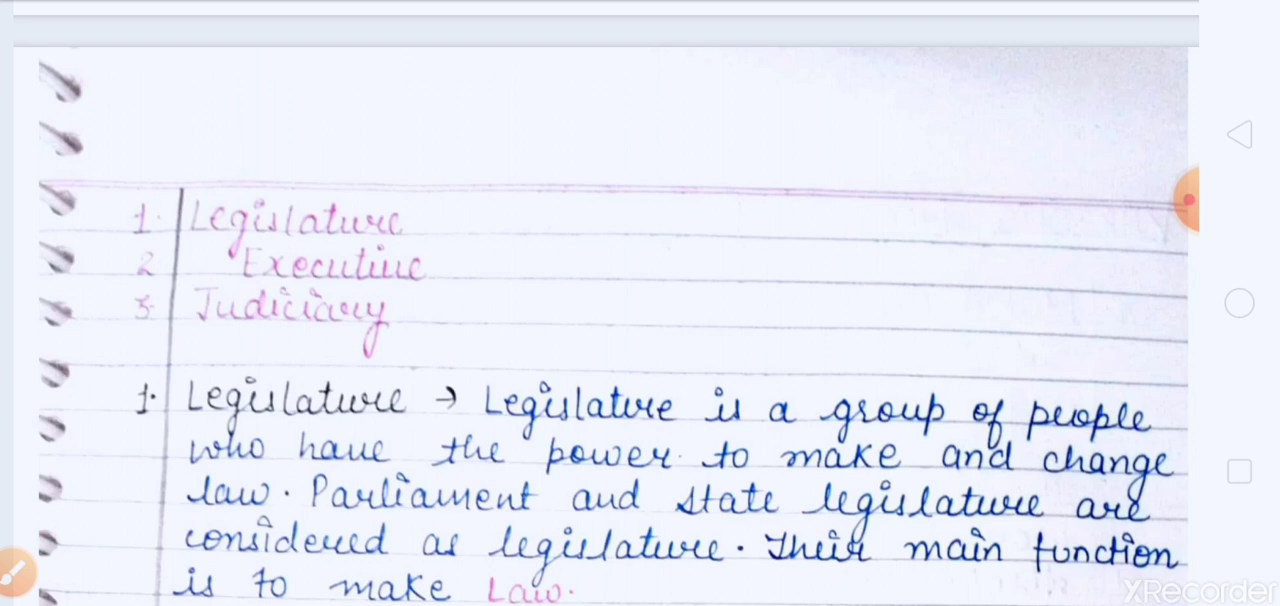 1. Legislature
2 Executive
3. Judiciary
1. Legislature → Legislature is a group of people
who have the power to make and change
law. Parliament and state legislature are
considered as legislature. Their main function
is to make Law.
XRecorder